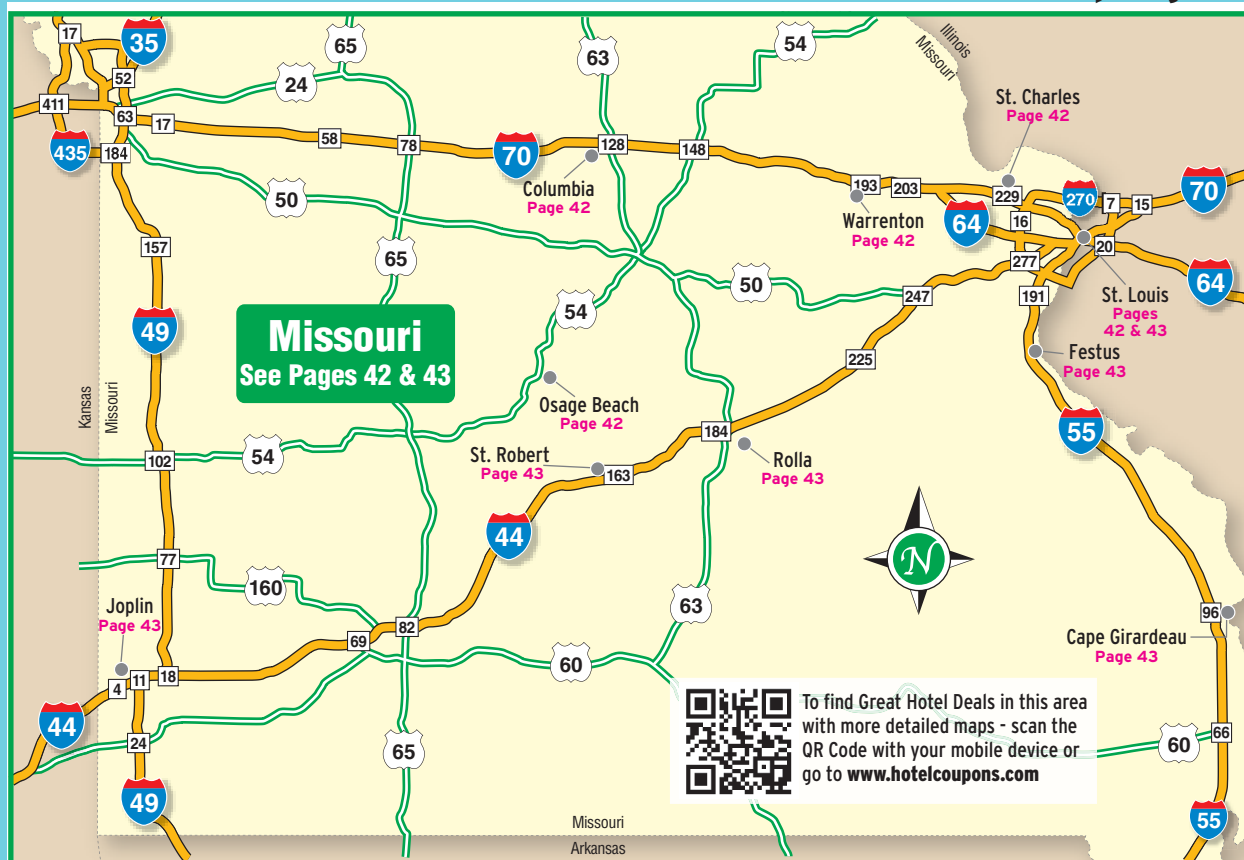 17
35
65
63
54
Illinois
Missouri
52
24
411
63
17
58
78
70
128
148
435
184
St. Charles
Page 42
Columbia
Page 42
193
203
229
270
7
15
70
Warrenton
Page 42
64
16
50
157
65
277
20
64
St. Louis
Pages
42 & 43
191
50
247
54
49
Missouri
See Pages 42 & 43
225
Festus
Page 43
Kansas
Missouri
Osage Beach
Page 42
55
184
102
54
St. Robert
Page 43
163
Rolla
Page 43
44
N
77
160
63
Joplin
Page 43
69
82
96
Cape Girardeau
Page 43
60
4
11
18
44
24
65
To find Great Hotel Deals in this area
with more detailed maps - scan the
QR Code with your mobile device or
go to www.hotelcoupons.com
60
66
49
55
Missouri
Arkansas